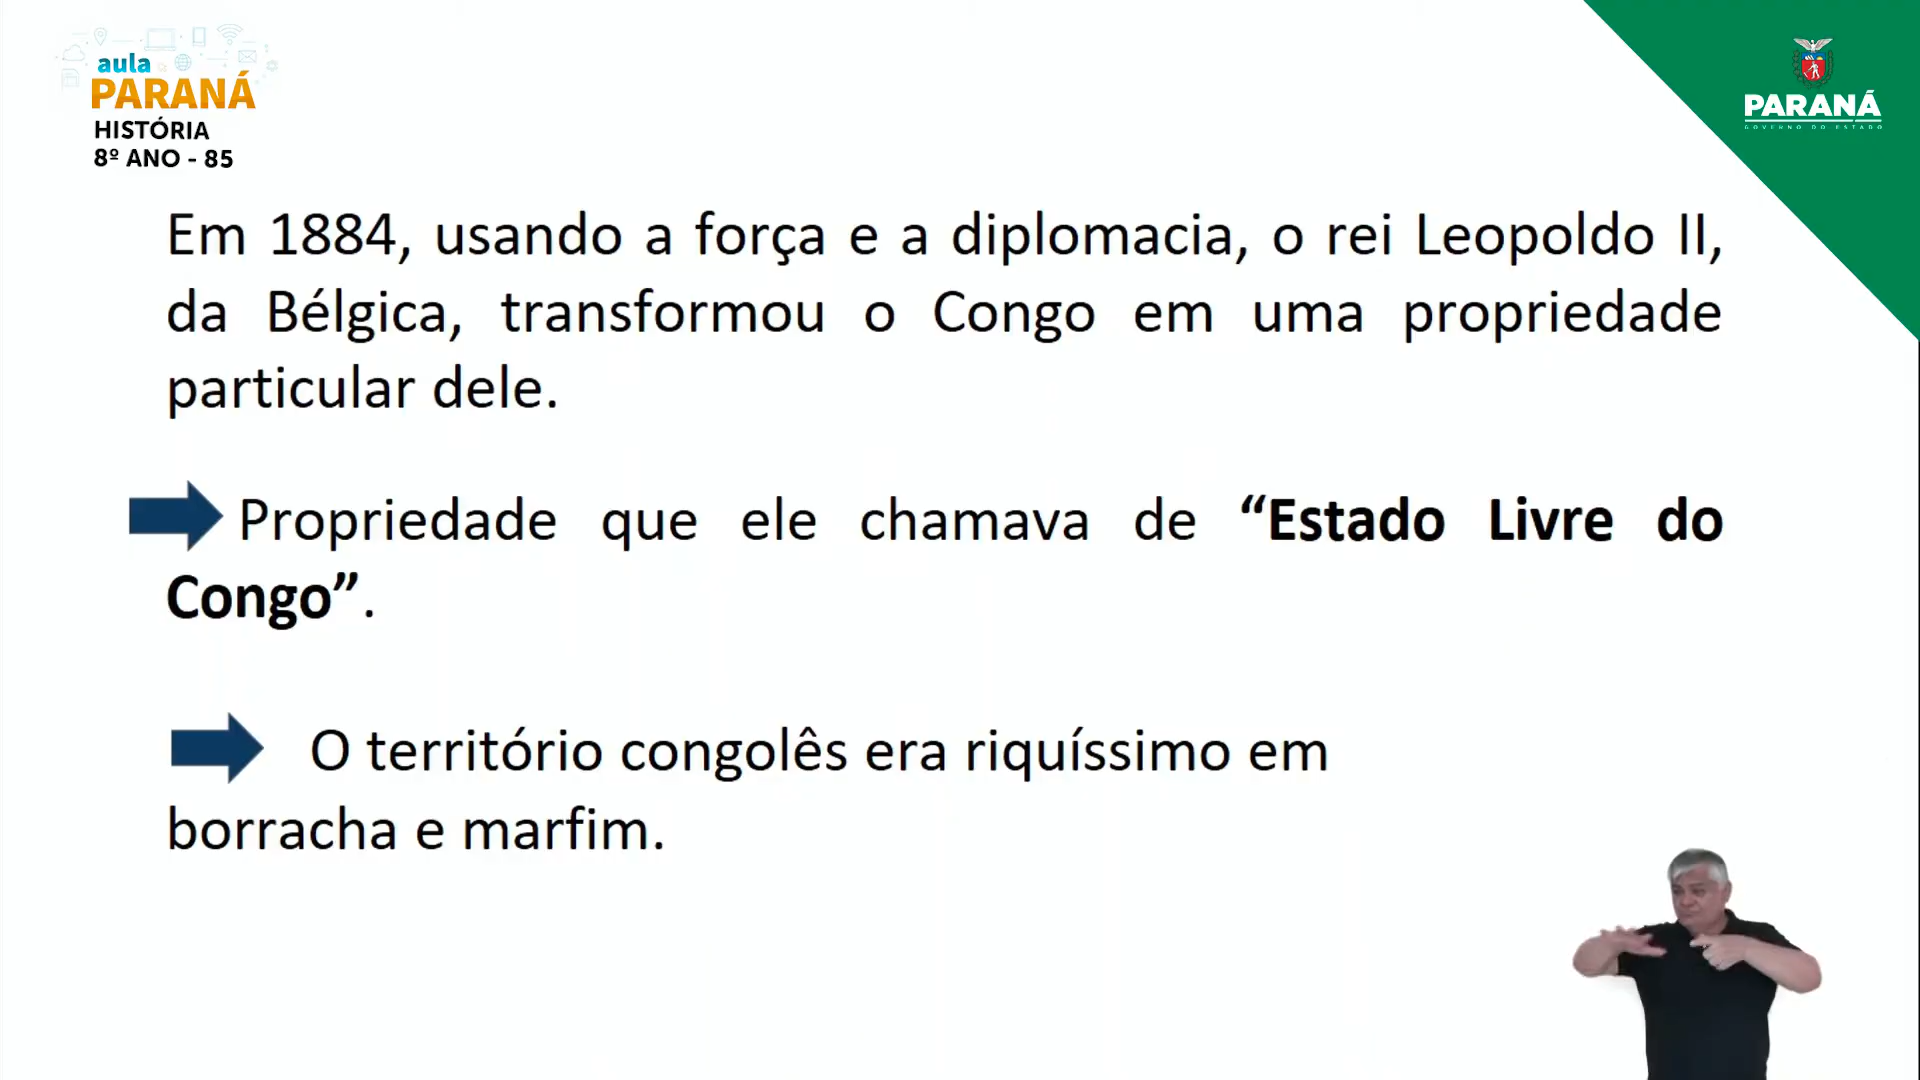 aula
PARANÁ
HISTÓRIA
8º ANO - 85
PARANÁ
GOVERNO DO ESTADO
Em 1884, usando a força e a diplomacia, o rei Leopoldo II,
da Bélgica, transformou o Congo em uma propriedade
particular dele.
Propriedade que ele chamava de “Estado Livre do
Congo”.
O território congolês era riquíssimo em
borracha e marfim.